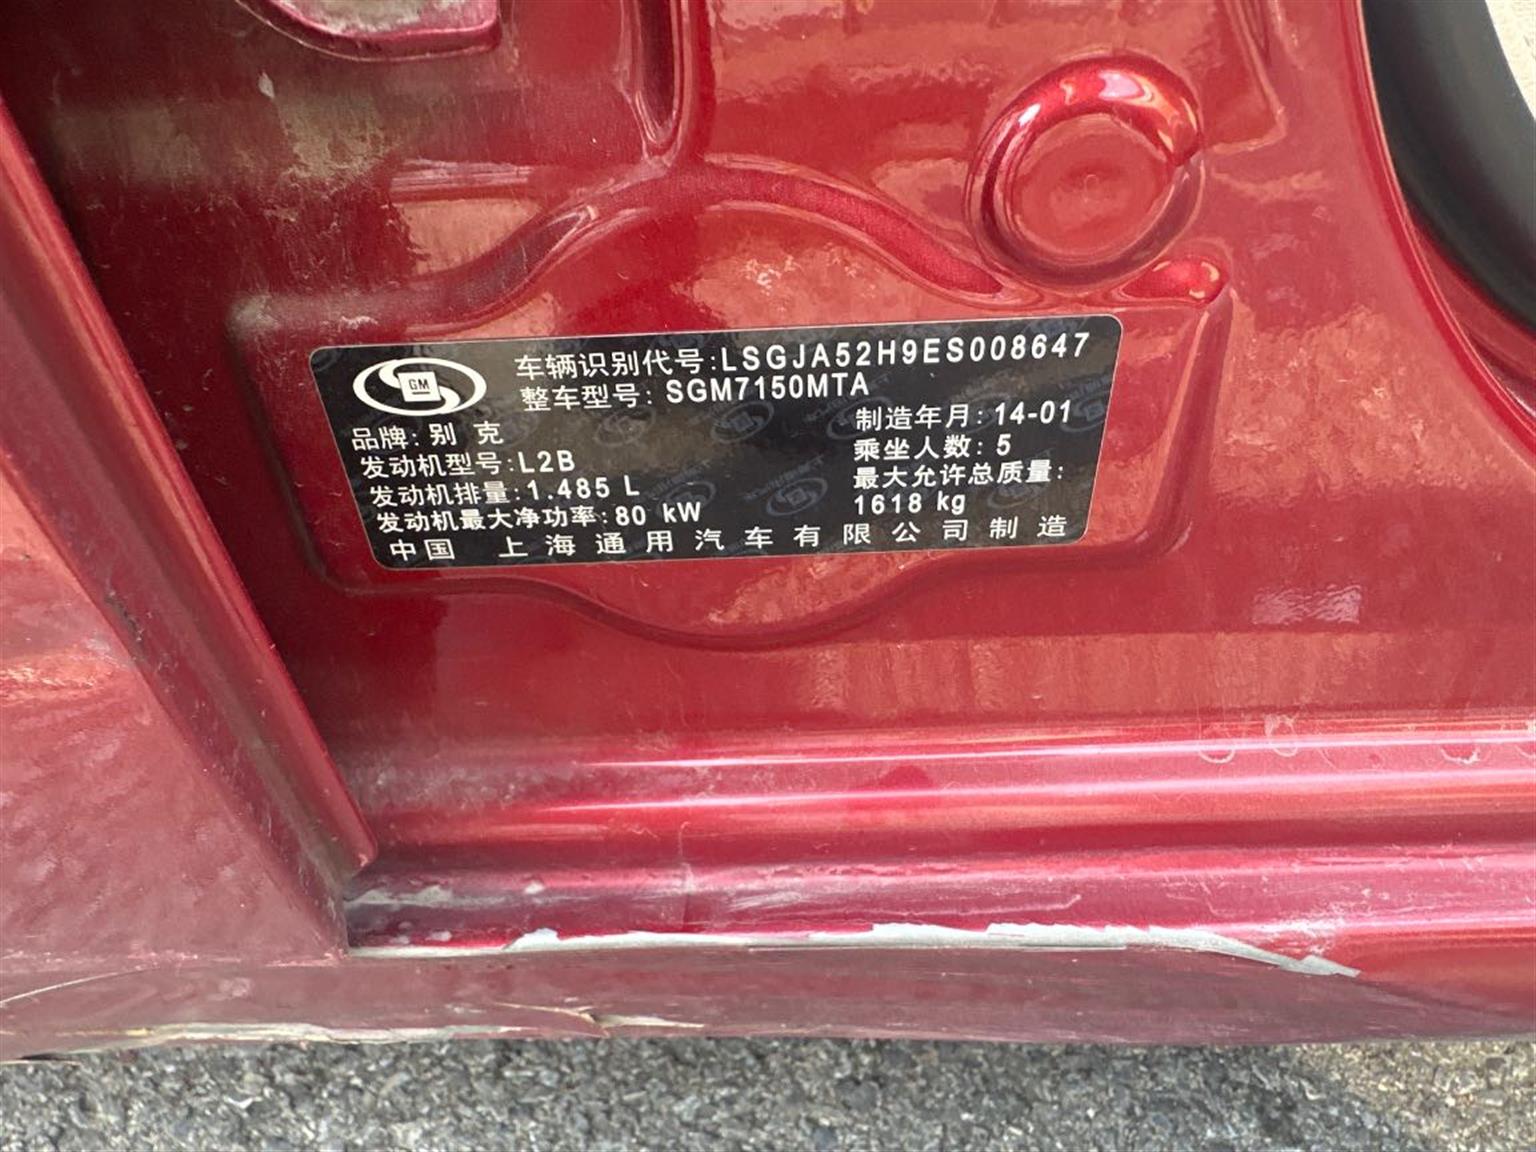 GM
车辆识别代号:LSGJA52H9ES008647
整车型号: SGM7150MTA
品牌: 别 克
制造年月: 14-01
发动机型号:L2B
乘坐人数: 5
发动机排量:1.485 L
最大允许总质量:
1618 kg
发动机最大净功率:80 kW
中国 上海通用汽车有限公司制造